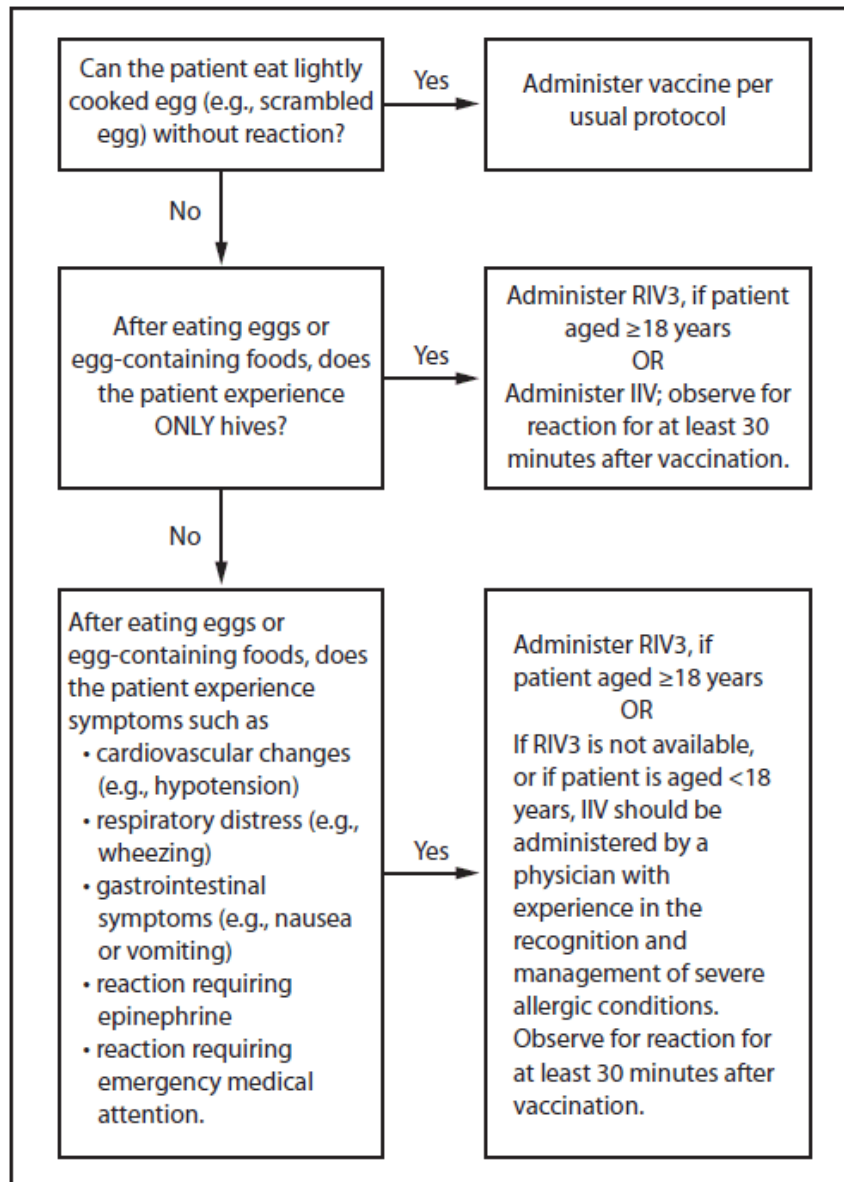 Can the patient eat lightly
cooked egg (e.g., scrambled
egg) without reaction?
Yes
Administer vaccine per
usual protocol
No
After eating eggs or
egg-containing foods, does
the patient experience
ONLY hives?
Yes
Administer RIV3, if patient
aged ≥18 years
OR
Administer IIV; observe for
reaction for at least 30
minutes after vaccination.
No
After eating eggs or
egg-containing foods, does
the patient experience
symptoms such as
• cardiovascular changes
(e.g., hypotension)
• respiratory distress (e.g.,
wheezing)
• gastrointestinal
symptoms (e.g., nausea
or vomiting)
• reaction requiring
epinephrine
• reaction requiring
emergency medical
attention.
Yes
Administer RIV3, if
patient aged ≥18 years
OR
If RIV3 is not available,
or if patient is aged <18
years, IIV should be
administered by a
physician with
experience in the
recognition and
management of severe
allergic conditions.
Observe for reaction for
at least 30 minutes after
vaccination.